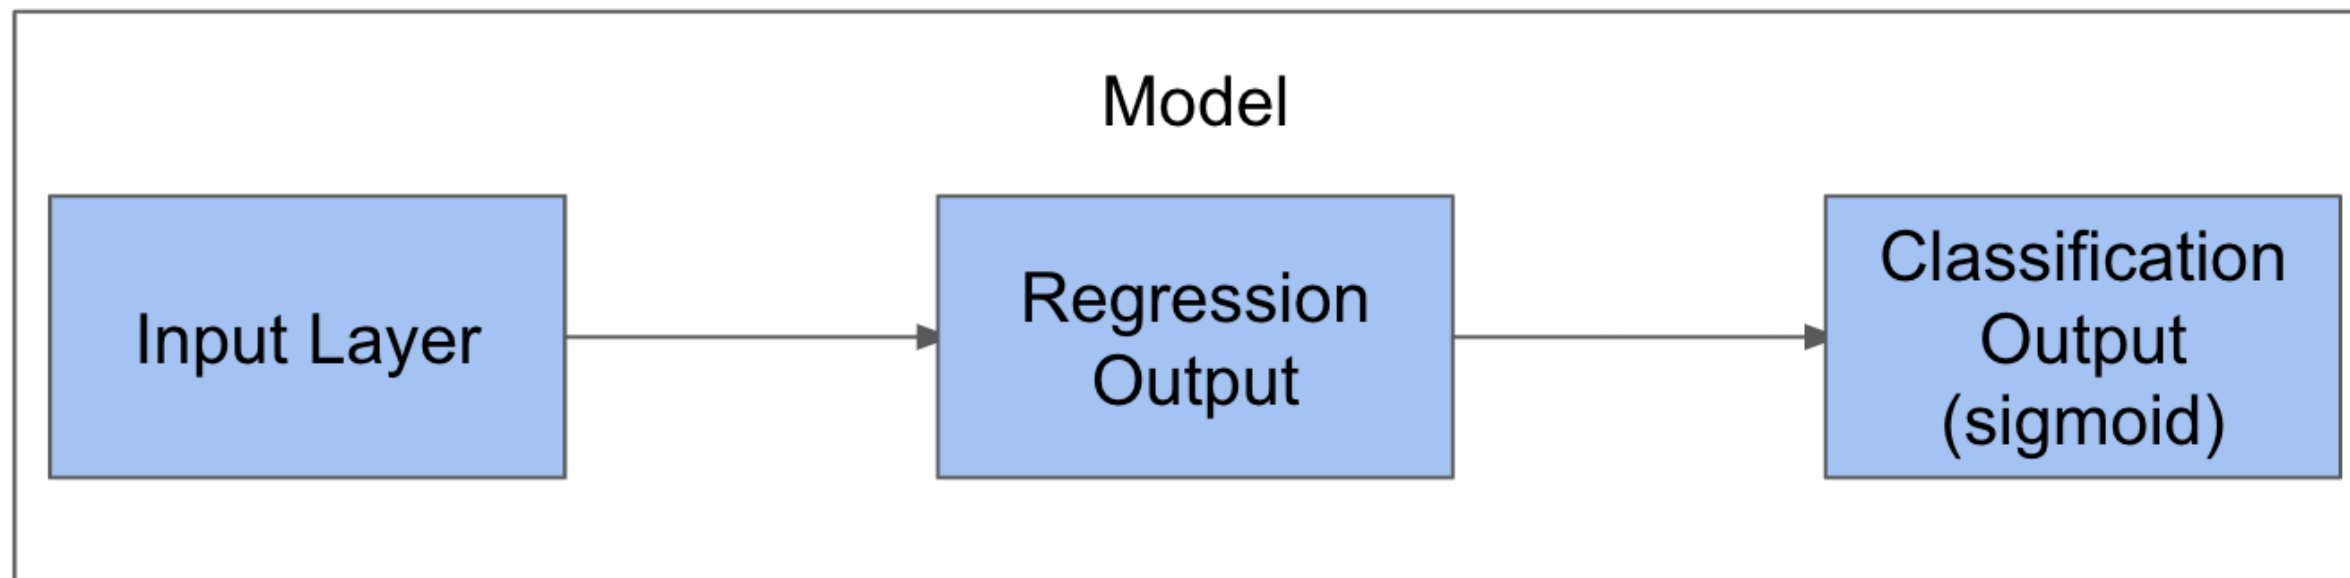 Model
Input Layer
Regression
Output
Classification
Output
(sigmoid)